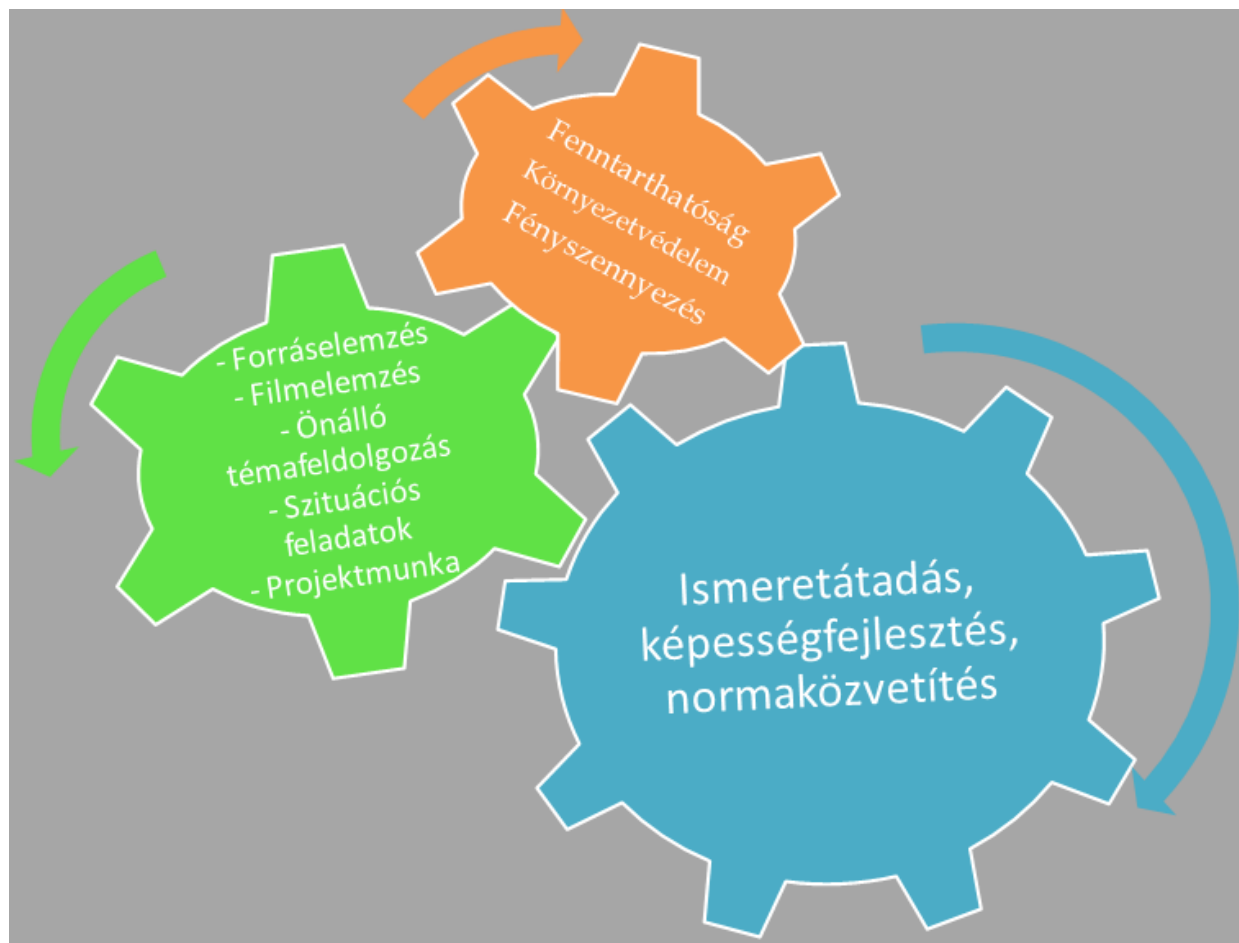 Fenntarthatóság
Környezetvédelem
Fényszennyezés
- Forráselemzés
- Filmelemzés
- Önálló
témafeldolgozás
- Szituációs
feladatok
- Projektmunka
Ismeretátadás,
képességfejlesztés,
normaközvetítés